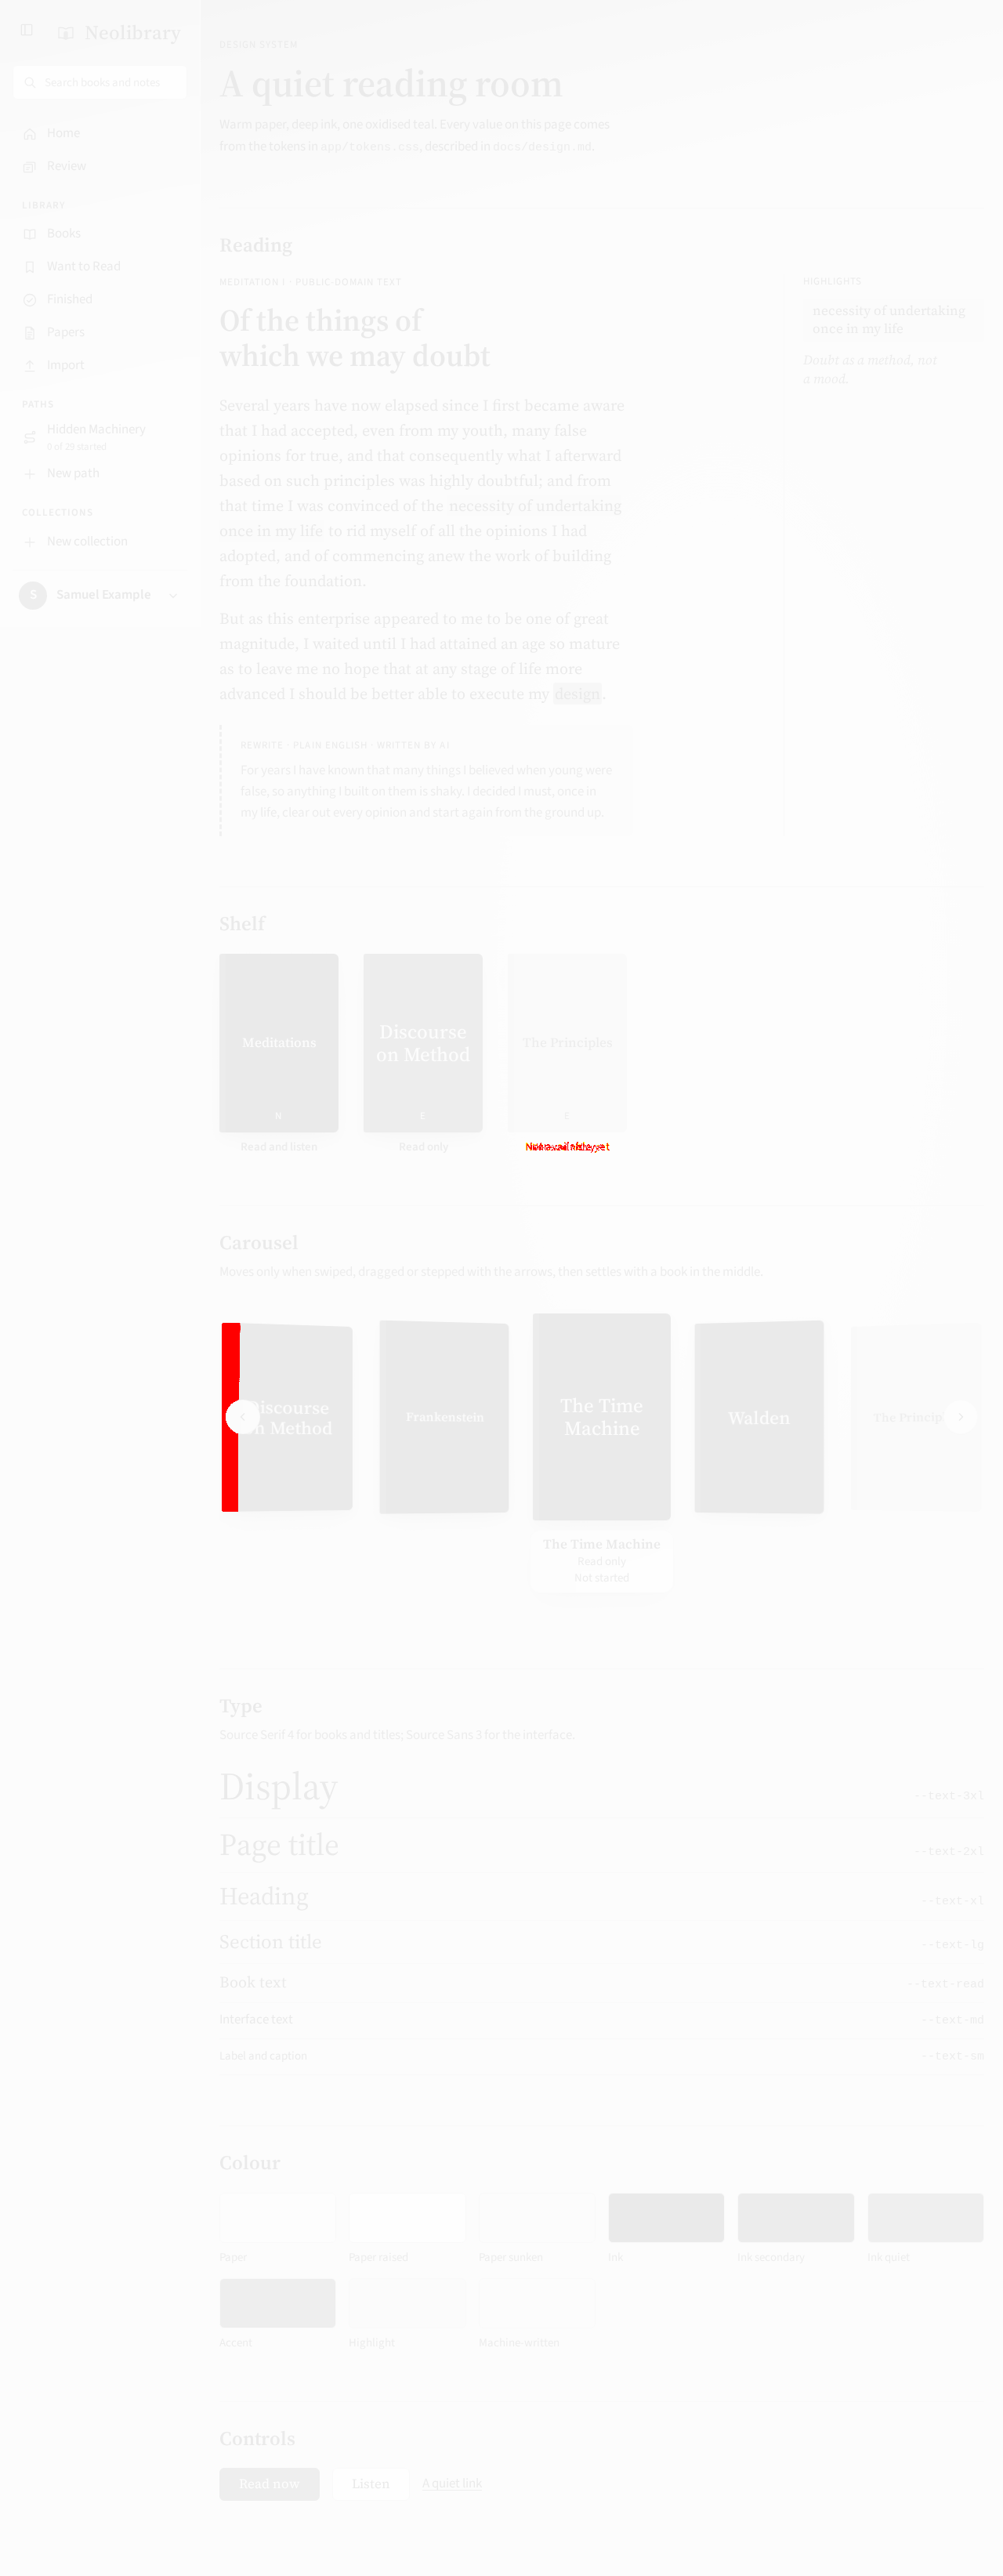 Neolibrary
Search books and notes
Home
Review
LIBRARY
Books
Want to Read
Finished
Papers
Import
PATHS
Hidden Machinery
0 of 29 started
New path
COLLECTIONS
New collection
S
Samuel Example
DESIGN SYSTEM
A quiet reading room
Warm paper, deep ink, one oxidised teal. Every value on this page comes
from the tokens in app/tokens.css, described in docs/design.md.
Reading
MEDITATION I · PUBLIC-DOMAIN TEXT
Of the things of
which we may doubt
Several years have now elapsed since I first became aware
that I had accepted, even from my youth, many false
opinions for true, and that consequently what I afterward
based on such principles was highly doubtful; and from
that time I was convinced of the necessity of undertaking
once in my life to rid myself of all the opinions I had
adopted, and of commencing anew the work of building
from the foundation.
But as this enterprise appeared to me to be one of great
magnitude, I waited until I had attained an age so mature
as to leave me no hope that at any stage of life more
advanced I should be better able to execute my design.
REWRITE · PLAIN ENGLISH · WRITTEN BY AI
For years I have known that many things I believed when young were
false, so anything I built on them is shaky. I decided I must, once in
my life, clear out every opinion and start again from the ground up.
HIGHLIGHTS
necessity of undertaking
once in my life
Doubt as a method, not
a mood.
Shelf
Meditations
N
Read and listen
Discourse
on Method
E
Read only
The Principles
E
Carousel
Moves only when swiped, dragged or stepped with the arrows, then settles with a book in the middle.
Method
Frankenstein
The Time
Machine
Walden
The
The Time Machine
Read only
Not started
Type
Source Serif 4 for books and titles; Source Sans 3 for the interface.
Display
--text-3xl
Page title
--text-2xl
Heading
--text-xl
Section title
--text-lg
Book text
--text-read
Interface text
--text-md
Label and caption
--text-sm
Colour
Paper
Paper raised
Paper sunken
Ink
Ink secondary
Ink quiet
Accent
Highlight
Machine-written
Controls
Read now
Listen
A quiet link